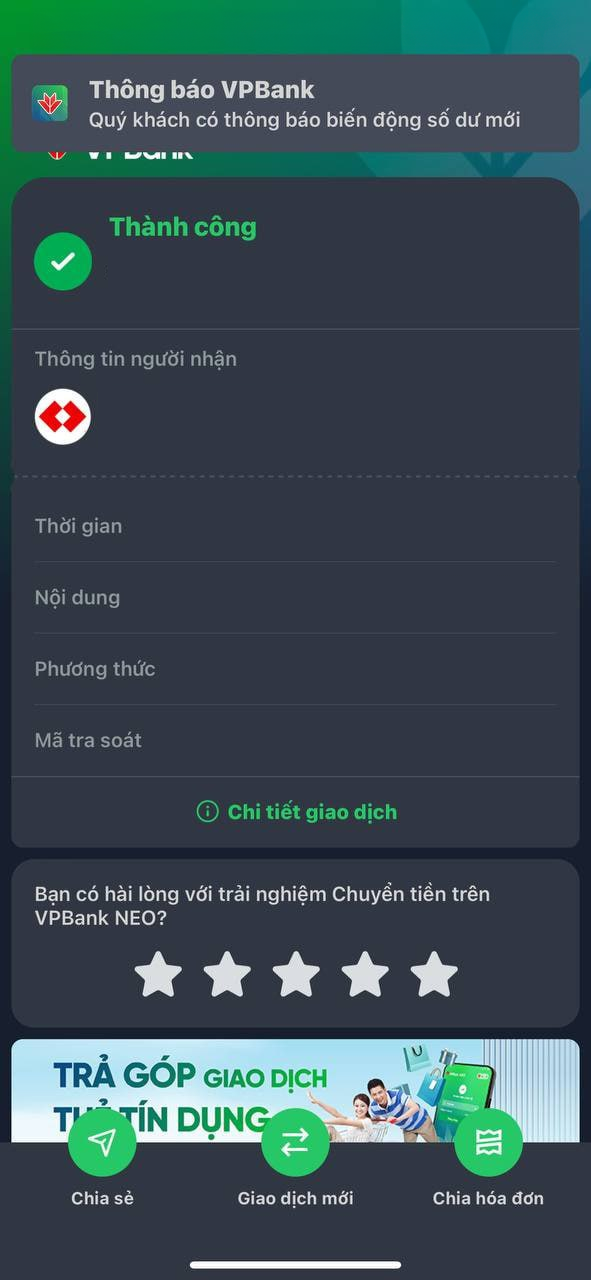 Thông báo VPBank
Quý khách có thông báo biến động số dư mới
VPBank
Thành công
Thông tin người nhận
Thời gian
Nội dung
Phương thức
Mã tra soát
Chi tiết giao dịch
Bạn có hài lòng với trải nghiệm Chuyển tiền trên
VPBank NEO?
TRẢ GÓP GIAO DỊCH
THẺ TÍN DỤNG
Chia sẻ
Giao dịch mới
Chia hóa đơn